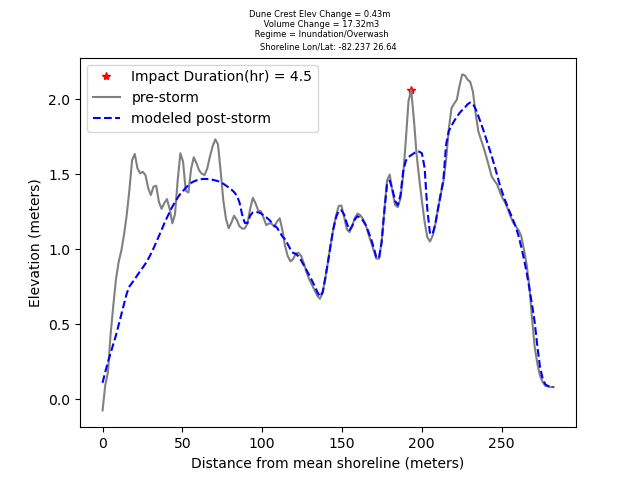 Dune Crest Elev Change = 0.43m
Volume Change = 17.32m3
Regime = Inundation/Overwash
Shoreline Lon/Lat: -82.237 26.64
Impact Duration(hr) = 4.5
pre-storm
modeled post-storm
Elevation (meters)
2.0
1.5
1.0
0.5
0.0
0 50 100 150 200 250
Distance from mean shoreline (meters)